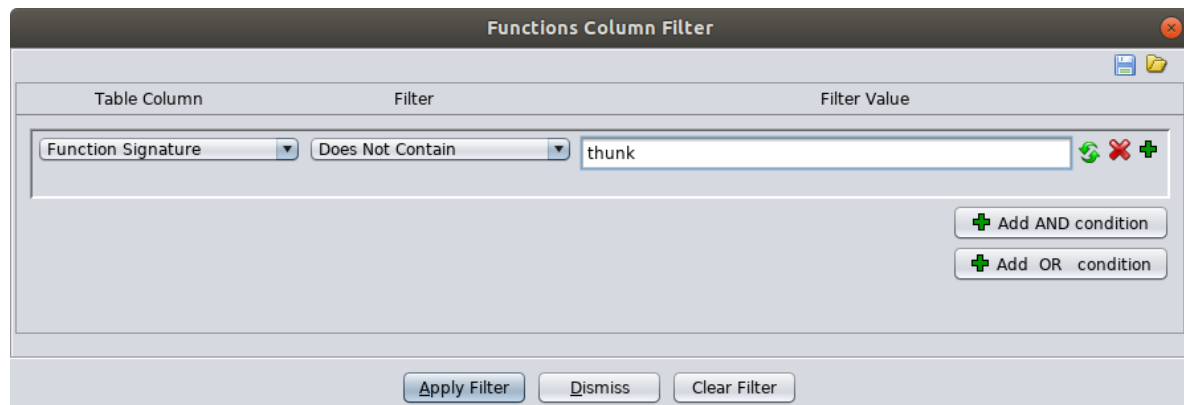 Functions Column Filter
Table Column Filter Filter Value
Function Signature Does Not Contain thunk
Add AND condition
Add OR condition
Apply Filter Dismiss Clear Filter